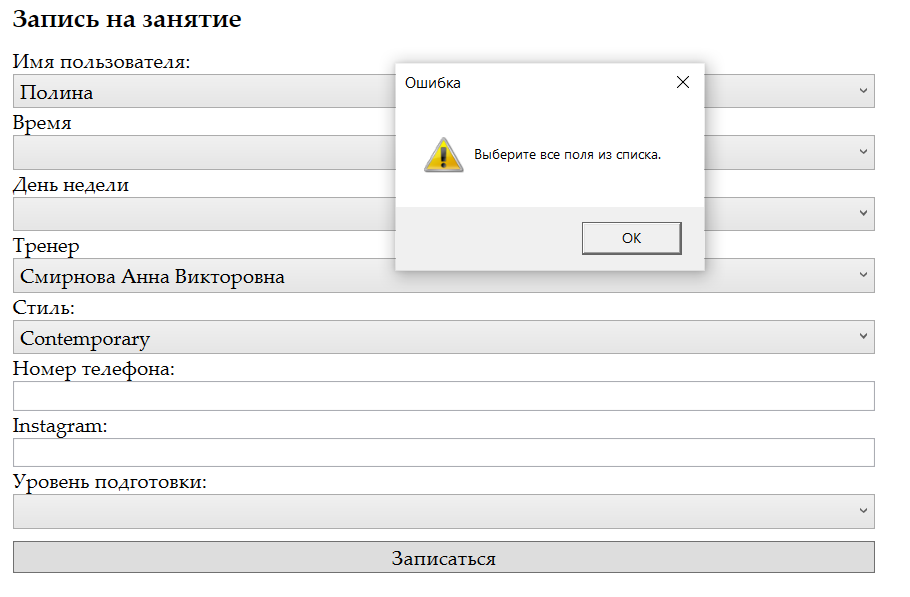 Запись на занятие
Имя пользователя:
Полина
Время
День недели
Тренер
Смирнова Анна Викторовна
Стиль:
Contemporary
Номер телефона:
Instagram:
Уровень подготовки:
Записаться
Ошибка
Выберите все поля из списка.
OK